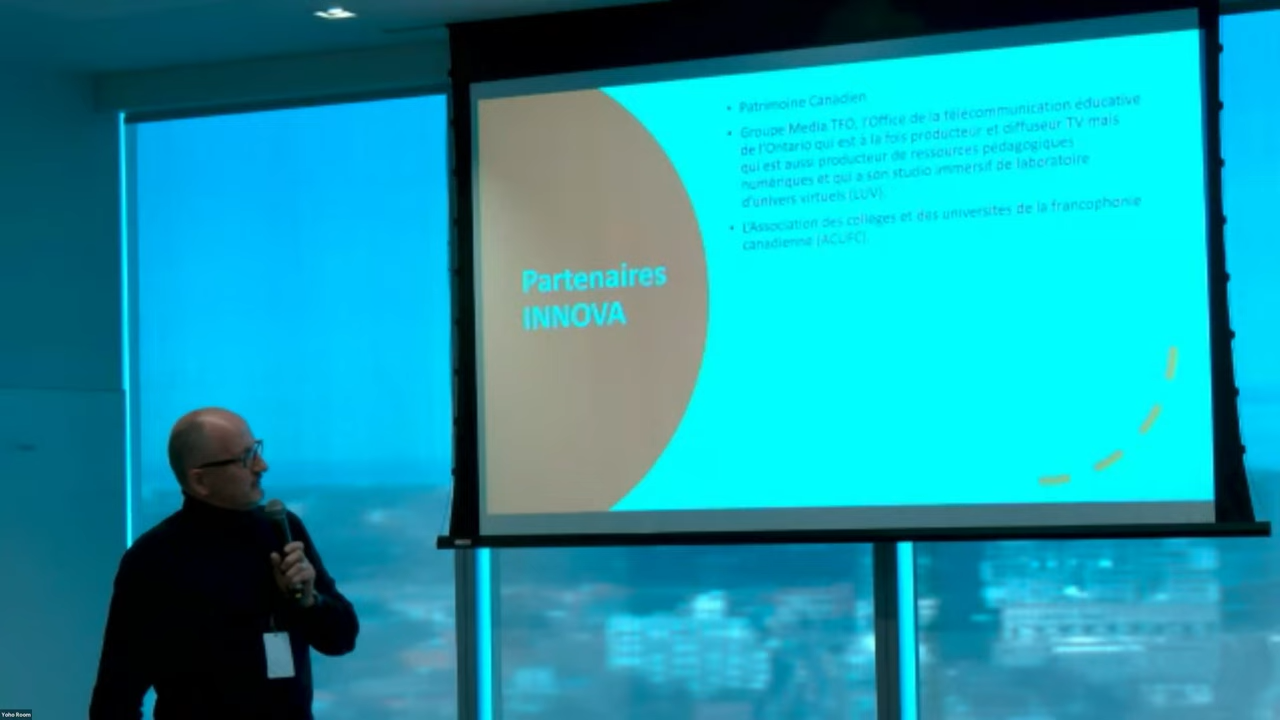 Partenaires
INNOVA
• Patrimoine Canadien
• Groupe Media TFO, l'Office de la télécommunication éducative
de l'Ontario qui est à la fois producteur et diffuseur TV mais
qui est aussi producteur de ressources pédagogiques
numériques et qui a son studio immersif de laboratoire
d'univers virtuels (LUV).
• L'Association des collèges et des universités de la francophonie
canadienne (ACUFC).
Yoho Room